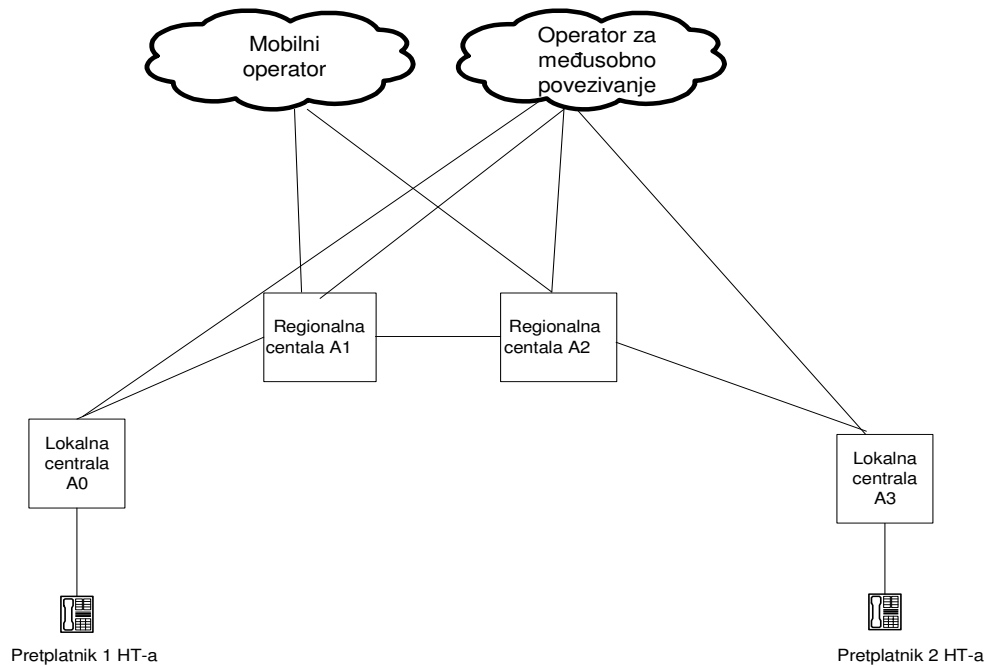 Mobilni
operator
Operator za
međusobno
povezivanje
Regionalna
centala A1
Regionalna
centala A2
Lokalna
centrala
A0
Lokalna
centrala
A3
Pretplatnik 1 HT-a
Pretplatnik 2 HT-a